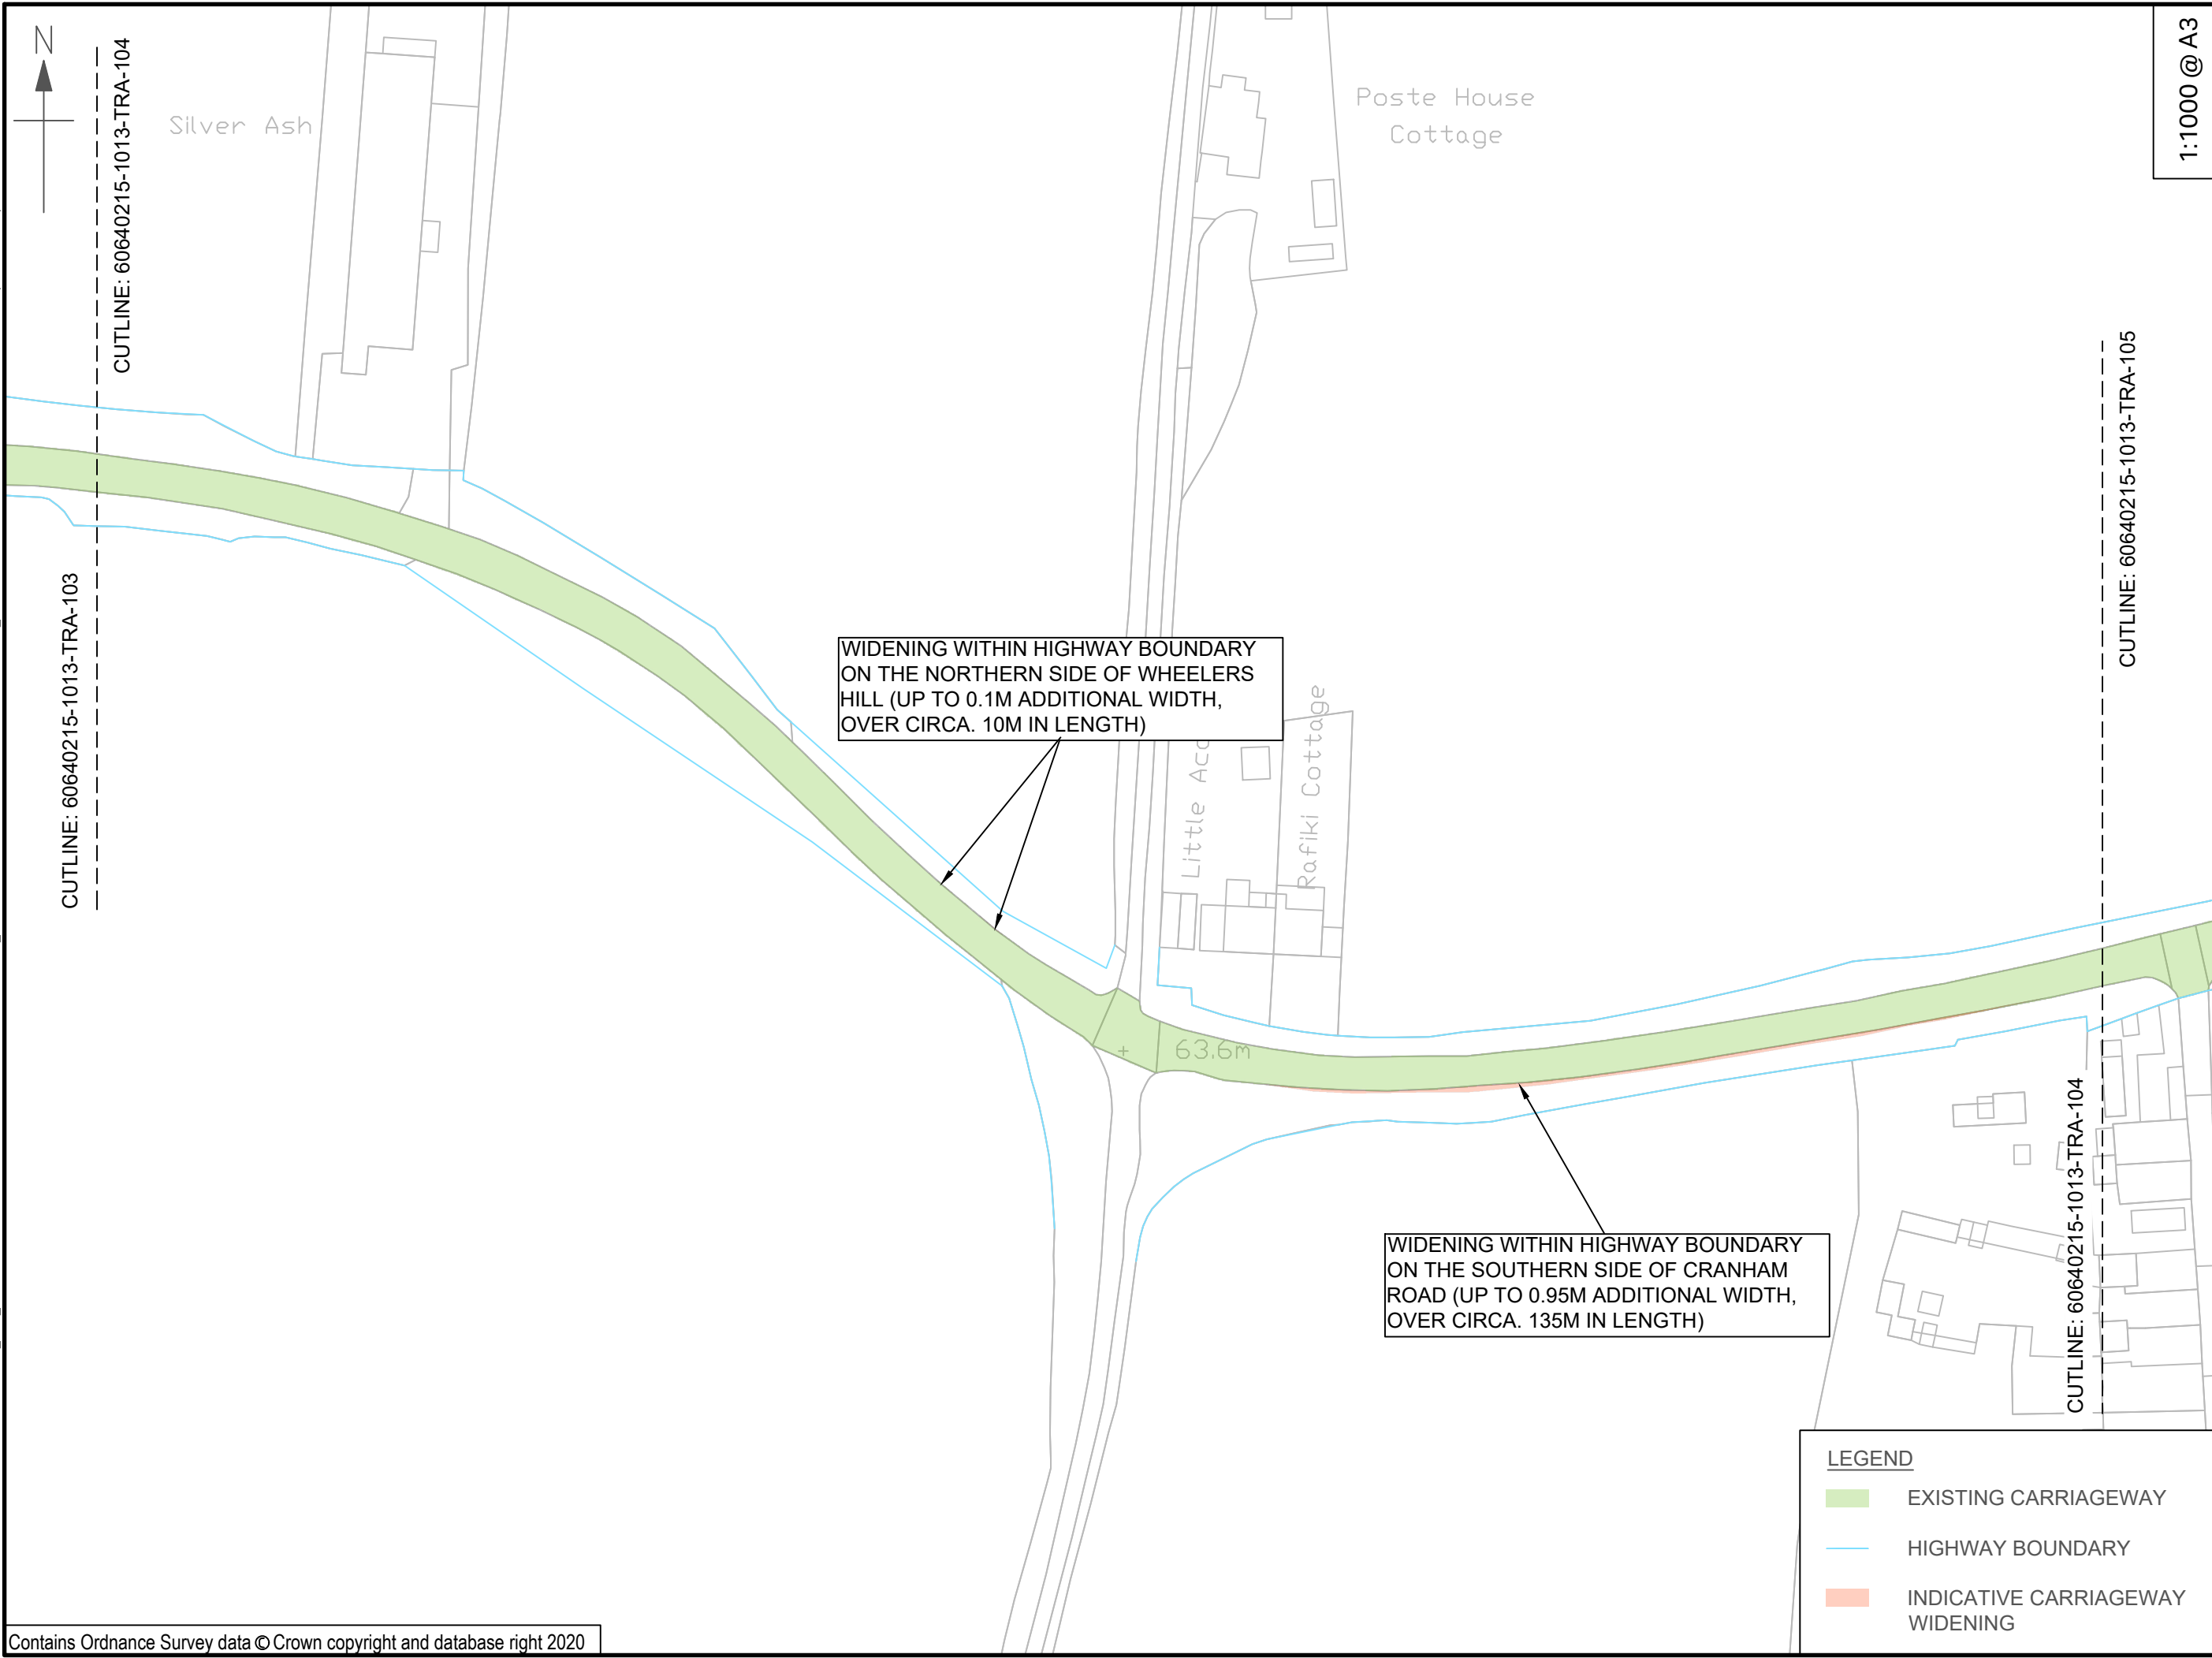 N
CUTLINE: 60640215-1013-TRA-104
Silver Ash
Poste House
Cottage
1:1000 @ A3
CUTLINE: 60640215-1013-TRA-105
CUTLINE: 60640215-1013-TRA-103
WIDENING WITHIN HIGHWAY BOUNDARY
ON THE NORTHERN SIDE OF WHEELERS
HILL (UP TO 0.1M ADDITIONAL WIDTH,
OVER CIRCA. 10M IN LENGTH)
Little
Rafiki Cottage
+ 63.6m
WIDENING WITHIN HIGHWAY BOUNDARY
ON THE SOUTHERN SIDE OF CRANHAM
ROAD (UP TO 0.95M ADDITIONAL WIDTH,
OVER CIRCA. 135M IN LENGTH)
CUTLINE: 60640215-1013-TRA-104
LEGEND
EXISTING CARRIAGEWAY
HIGHWAY BOUNDARY
INDICATIVE CARRIAGEWAY
WIDENING
Contains Ordnance Survey data © Crown copyright and database right 2020